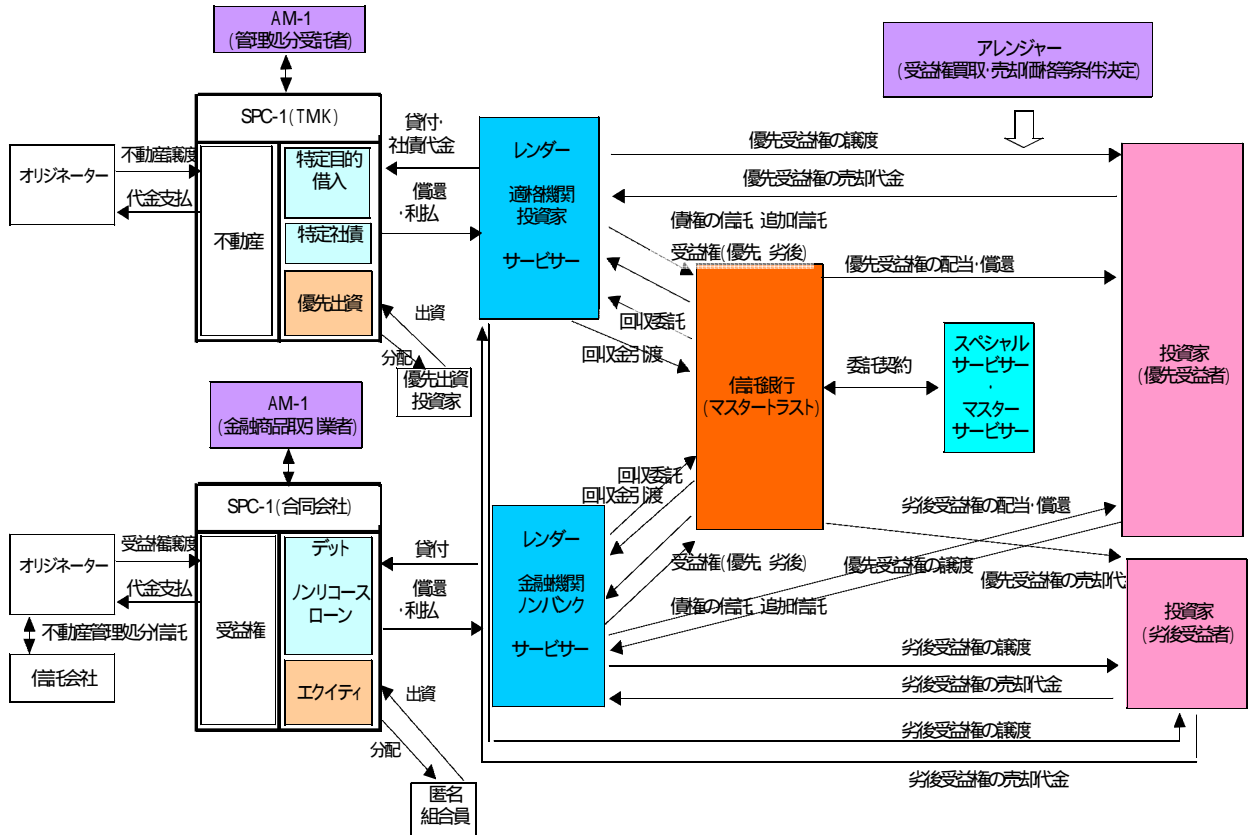 AM-1
(管理処分受託者)
アレンジャー
(受益権買取・売却価格等条件決定)
SPC-1(TMK)
オリジネーター
不動産譲渡
代金支払
不動産
特定目的
借入
特定社債
優先出資
貸付・
社債代金
償還
・利払
出資
分配
優先出資
投資家
レンダー
適格機関
投資家
サービサー
優先受益権の譲渡
優先受益権の売却代金
債権の信託、追加信託
受益権(優先、劣後)
回収委託
回収金引渡
優先受益権の配当・償還
信託銀行
(マスタートラスト)
委託契約
スペシャル
サービサー
・
マスター
サービサー
投資家
(優先受益者)
AM-1
(金融商品取引業者)
SPC-1(合同会社)
オリジネーター
受益権譲渡
代金支払
不動産管理処分信託
信託会社
受益権
デット
ノンリコース
ローン
エクイティ
貸付
償還
・利払
出資
分配
匿名
組合員
レンダー
金融機関
ノンバンク
サービサー
回収委託
回収金引渡
受益権(優先、劣後)
債権の信託、追加信託
劣後受益権の配当・償還
優先受益権の譲渡
優先受益権の売却代
投資家
(劣後受益者)
劣後受益権の譲渡
劣後受益権の売却代金
劣後受益権の譲渡
劣後受益権の売却代金